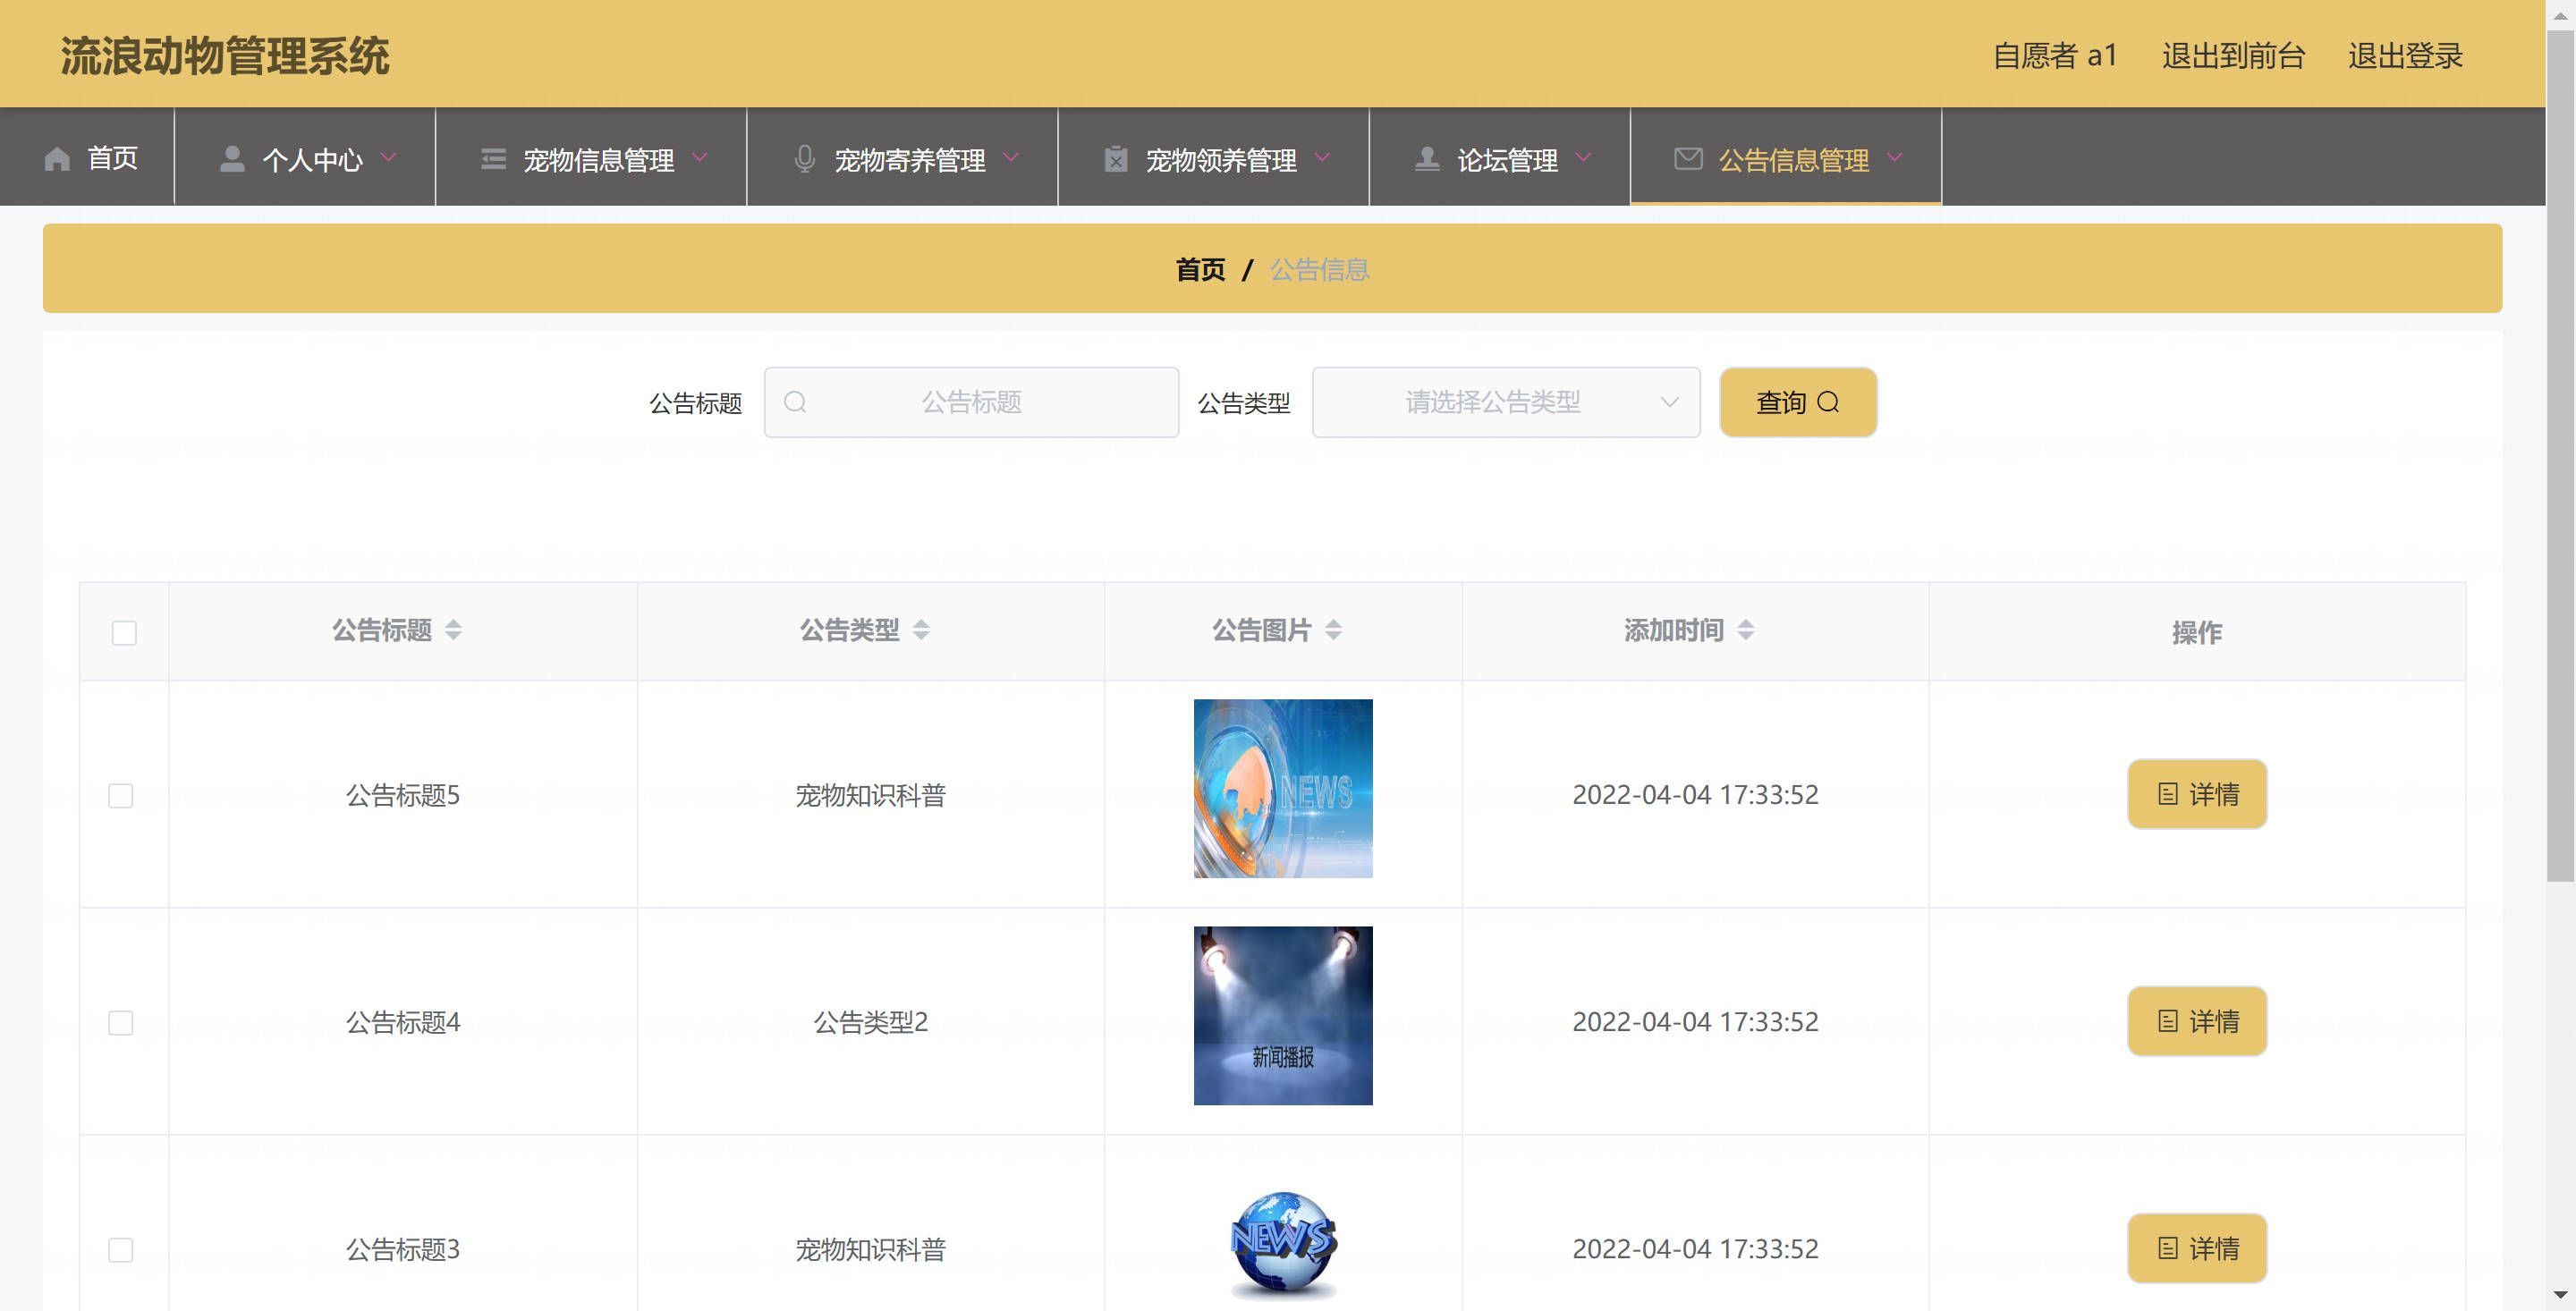 流浪动物管理系统
自愿者 a1 退出到前台 退出登录
首页 个人中心 宠物信息管理 宠物寄养管理 宠物领养管理 论坛管理 公告信息管理
首页 / 公告信息
公告标题 公告标题 公告类型 请选择公告类型 查询
公告标题 公告类型 公告图片 添加时间 操作
NEWS
公告标题5 宠物知识科普 2022-04-04 17:33:52 详情
公告标题4 公告类型2 2022-04-04 17:33:52 详情
新闻播报
NEWS
公告标题3 宠物知识科普 2022-04-04 17:33:52 详情